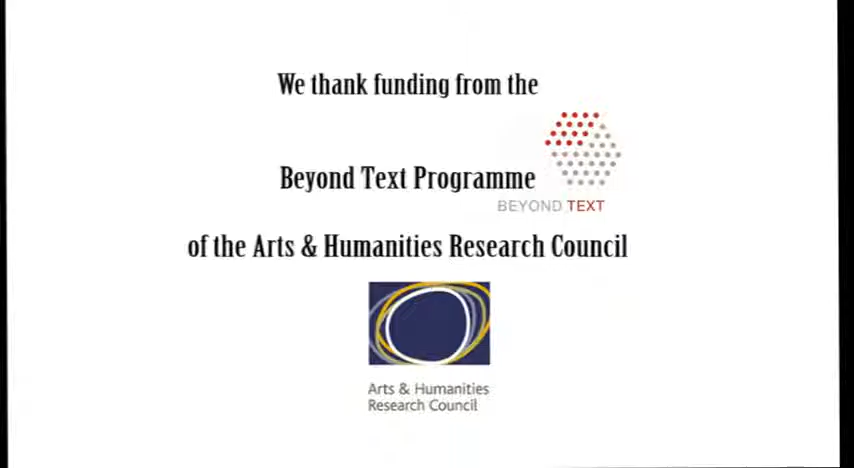 We thank funding from the
Beyond Text Programme
BEYOND TEXT
of the Arts & Humanities Research Council
Arts & Humanities
Research Council